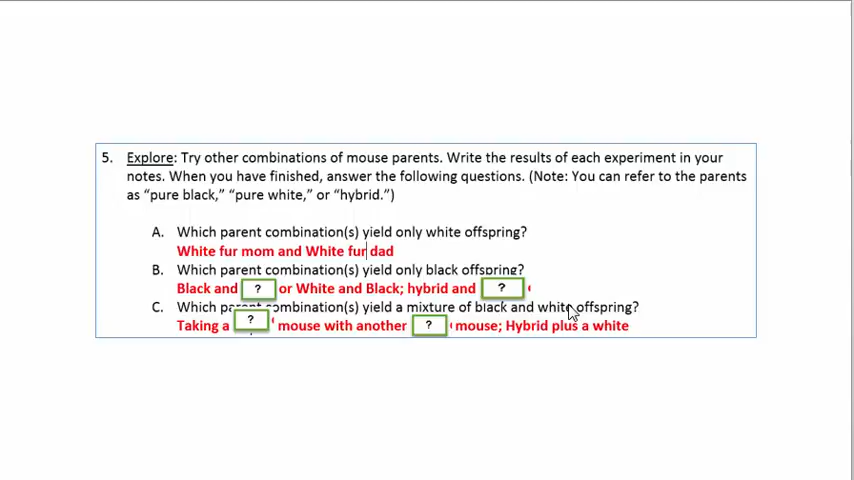 5. Explore: Try other combinations of mouse parents. Write the results of each experiment in your
notes. When you have finished, answer the following questions. (Note: You can refer to the parents
as “pure black,” “pure white,” or “hybrid.”)
A. Which parent combination(s) yield only white offspring?
White fur mom and White fur dad
B. Which parent combination(s) yield only black offspring?
Black and ? or White and Black; hybrid and ?
C. Which parent combination(s) yield a mixture of black and white offspring?
Taking a ? mouse with another ? mouse; Hybrid plus a white